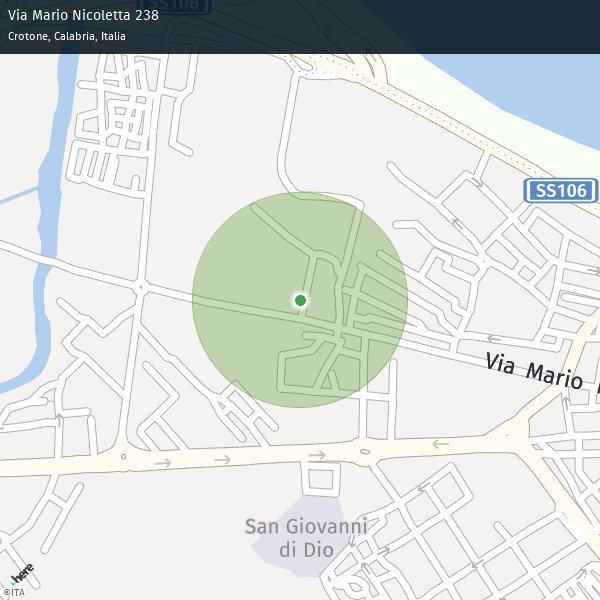 Via Mario Nicoletta 238
SS106
Crotone, Calabria, Italia
SS106
Via Mario
San Giovanni
di Dio
here
©ITA